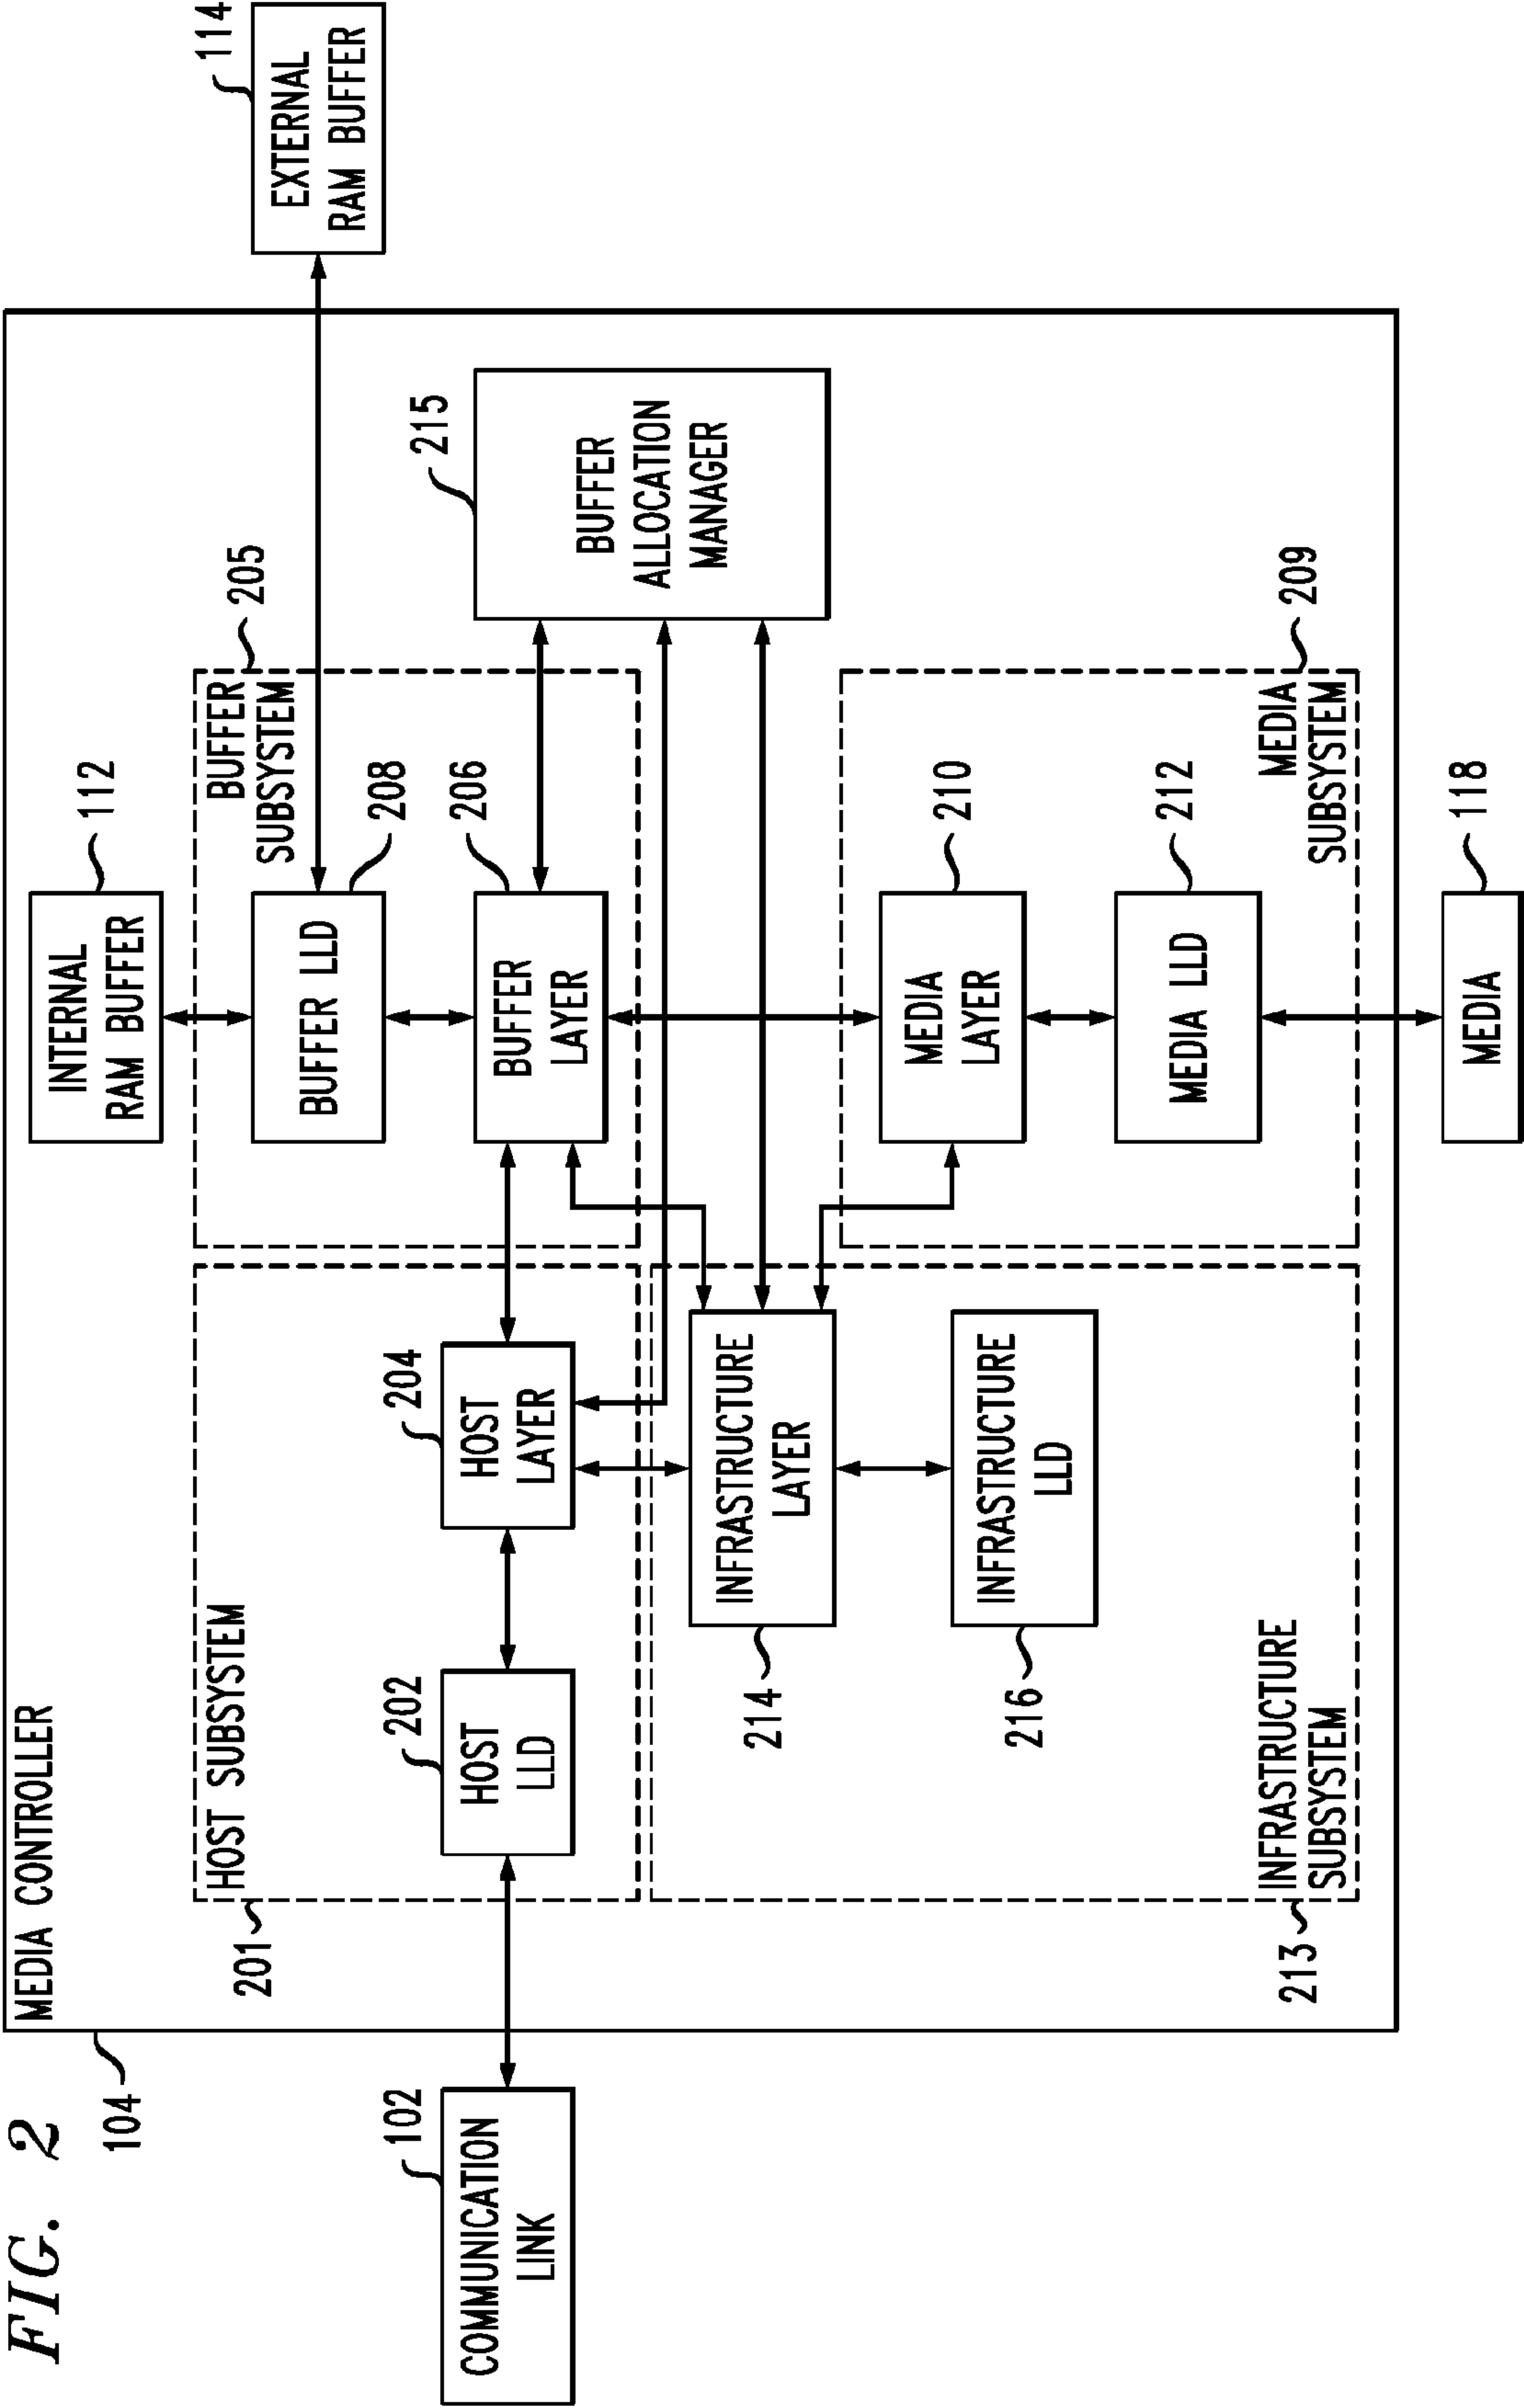 FIG. 2
104
MEDIA CONTROLLER
112
INTERNAL
RAM BUFFER
114
EXTERNAL
RAM BUFFER
201
HOST SUBSYSTEM
BUFFER
SUBSYSTEM
205
208
BUFFER LLD
102
COMMUNICATION
LINK
202
HOST
LLD
204
HOST
LAYER
206
BUFFER
LAYER
215
BUFFER
ALLOCATION
MANAGER
214
INFRASTRUCTURE
LAYER
210
MEDIA
LAYER
216
INFRASTRUCTURE
LLD
212
MEDIA LLD
213
INFRASTRUCTURE
SUBSYSTEM
MEDIA
SUBSYSTEM
209
118
MEDIA